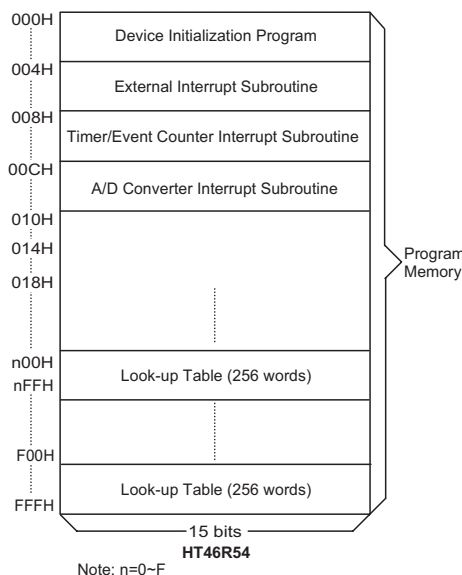 000H
Device Initialization Program
004H
External Interrupt Subroutine
008H
Timer/Event Counter Interrupt Subroutine
00CH
A/D Converter Interrupt Subroutine
010H
014H
018H
Program
Memory
n00H
Look-up Table (256 words)
nFFH
F00H
Look-up Table (256 words)
FFFH
15 bits
HT46R54
Note: n=0~F